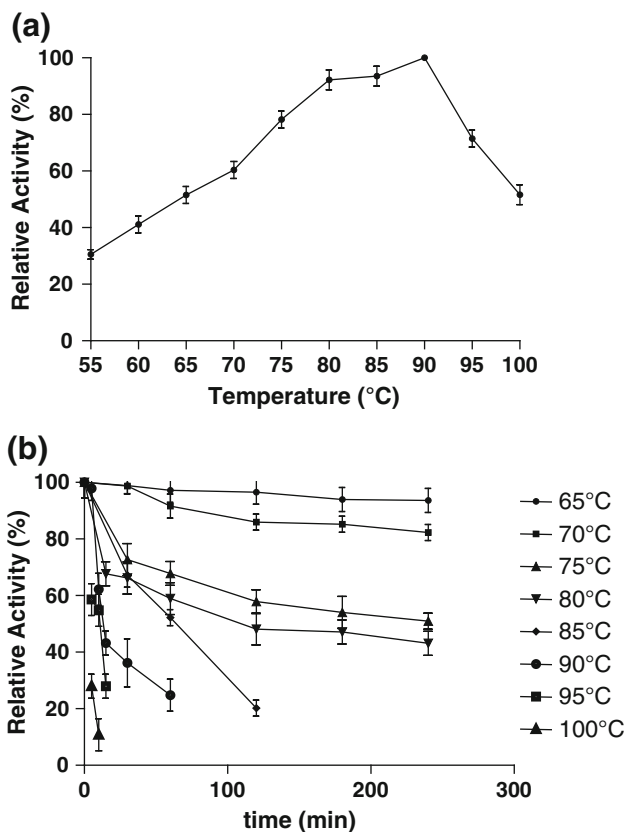 (a)
Relative Activity (%)
100
80
60
40
20
0
55 60 65 70 75 80 85 90 95 100
Temperature (°C)
(b)
Relative Activity (%)
100
80
60
40
20
0
0 100 200 300
time (min)
65°C
70°C
75°C
80°C
85°C
90°C
95°C
100°C